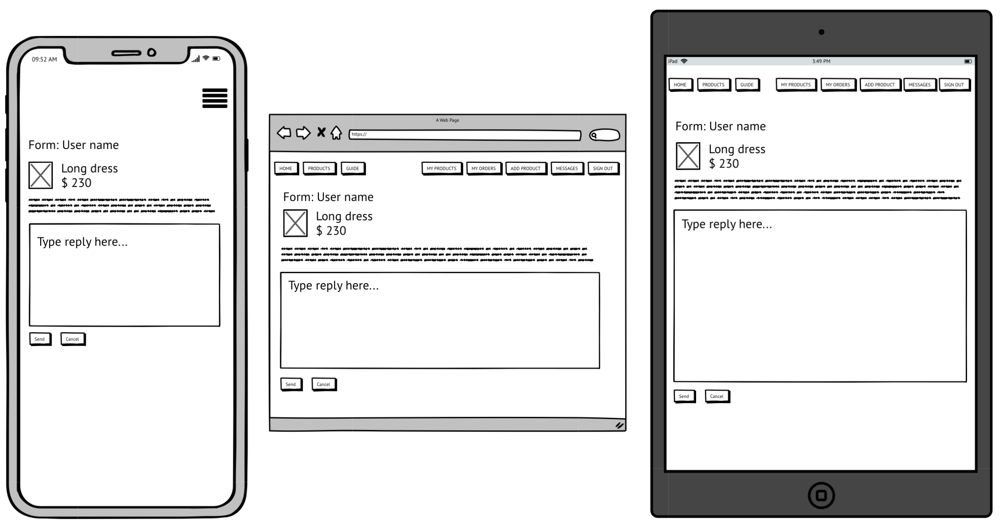 09:52 AM
Form: User name
Long dress
$ 230
Type reply here...
Send Cancel
A Web Page
https://
HOME PRODUCTS GUIDE MY PRODUCTS MY ORDERS ADD PRODUCT MESSAGES SIGN OUT
Form: User name
Long dress
$ 230
Type reply here...
Send Cancel
iPad 3:49 PM
HOME PRODUCTS GUIDE MY PRODUCTS MY ORDERS ADD PRODUCT MESSAGES SIGN OUT
Form: User name
Long dress
$ 230
Type reply here...
Send Cancel